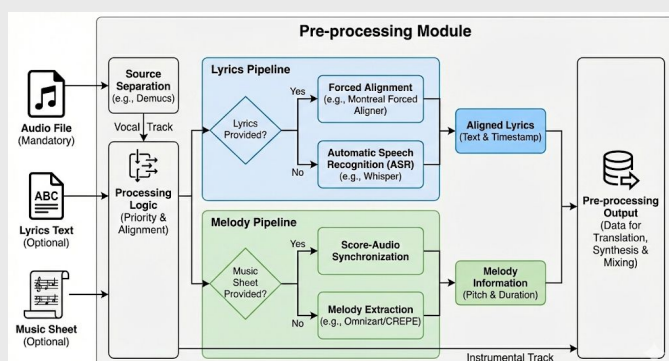 Pre-processing Module
Audio File
(Mandatory)
ABC
Lyrics Text
(Optional)
Music Sheet
(Optional)
Source
Separation
(e.g., Demucs)
Vocal Track
Processing
Logic
(Priority &
Alignment)
Lyrics Pipeline
Lyrics
Provided?
Yes
No
Forced Alignment
(e.g., Montreal Forced
Aligner)
Automatic Speech
Recognition (ASR)
(e.g., Whisper)
Aligned Lyrics
(Text & Timestamp)
Melody Pipeline
Music
Sheet
Provided?
Yes
No
Score-Audio
Synchronization
Melody Extraction
(e.g., Omnizart/CREPE)
Melody
Information
(Pitch & Duration)
Pre-processing
Output
(Data for
Translation,
Synthesis &
Mixing)
Instrumental Track